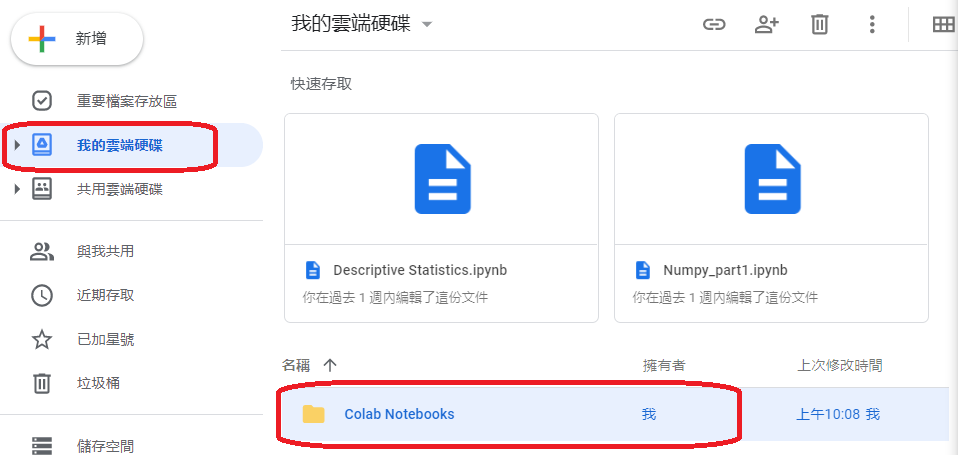 新增
重要檔案存放區
我的雲端硬碟
共用雲端硬碟
與我共用
近期存取
已加星號
垃圾桶
儲存空間
我的雲端硬碟
快速存取
Descriptive Statistics.ipynb
你在過去 1 週內編輯了這份文件
Numpy_part1.ipynb
你在過去 1 週內編輯了這份文件
名稱 擁有者 上次修改時間
Colab Notebooks 我 上午10:08 我